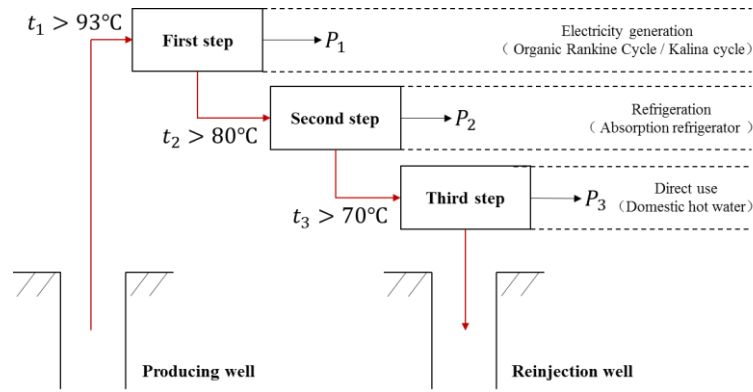 t₁ > 93℃
First step
P₁
Electricity generation
( Organic Rankine Cycle / Kalina cycle )
t₂ > 80℃
Second step
P₂
Refrigeration
( Absorption refrigerator )
t₃ > 70℃
Third step
P₃
Direct use
(Domestic hot water)
Producing well
Reinjection well